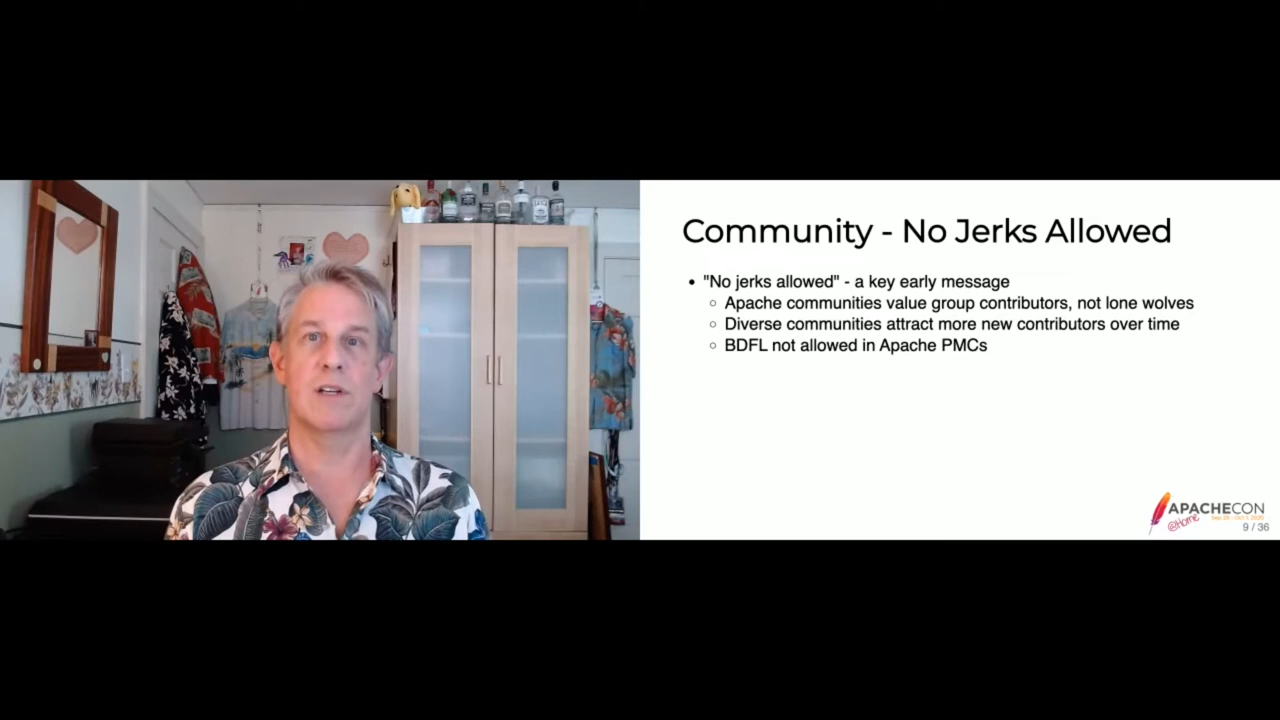 Community - No Jerks Allowed
"No jerks allowed" - a key early message
Apache communities value group contributors, not lone wolves
Diverse communities attract more new contributors over time
BDFL not allowed in Apache PMCs
APACHECON
@Home
9 / 36